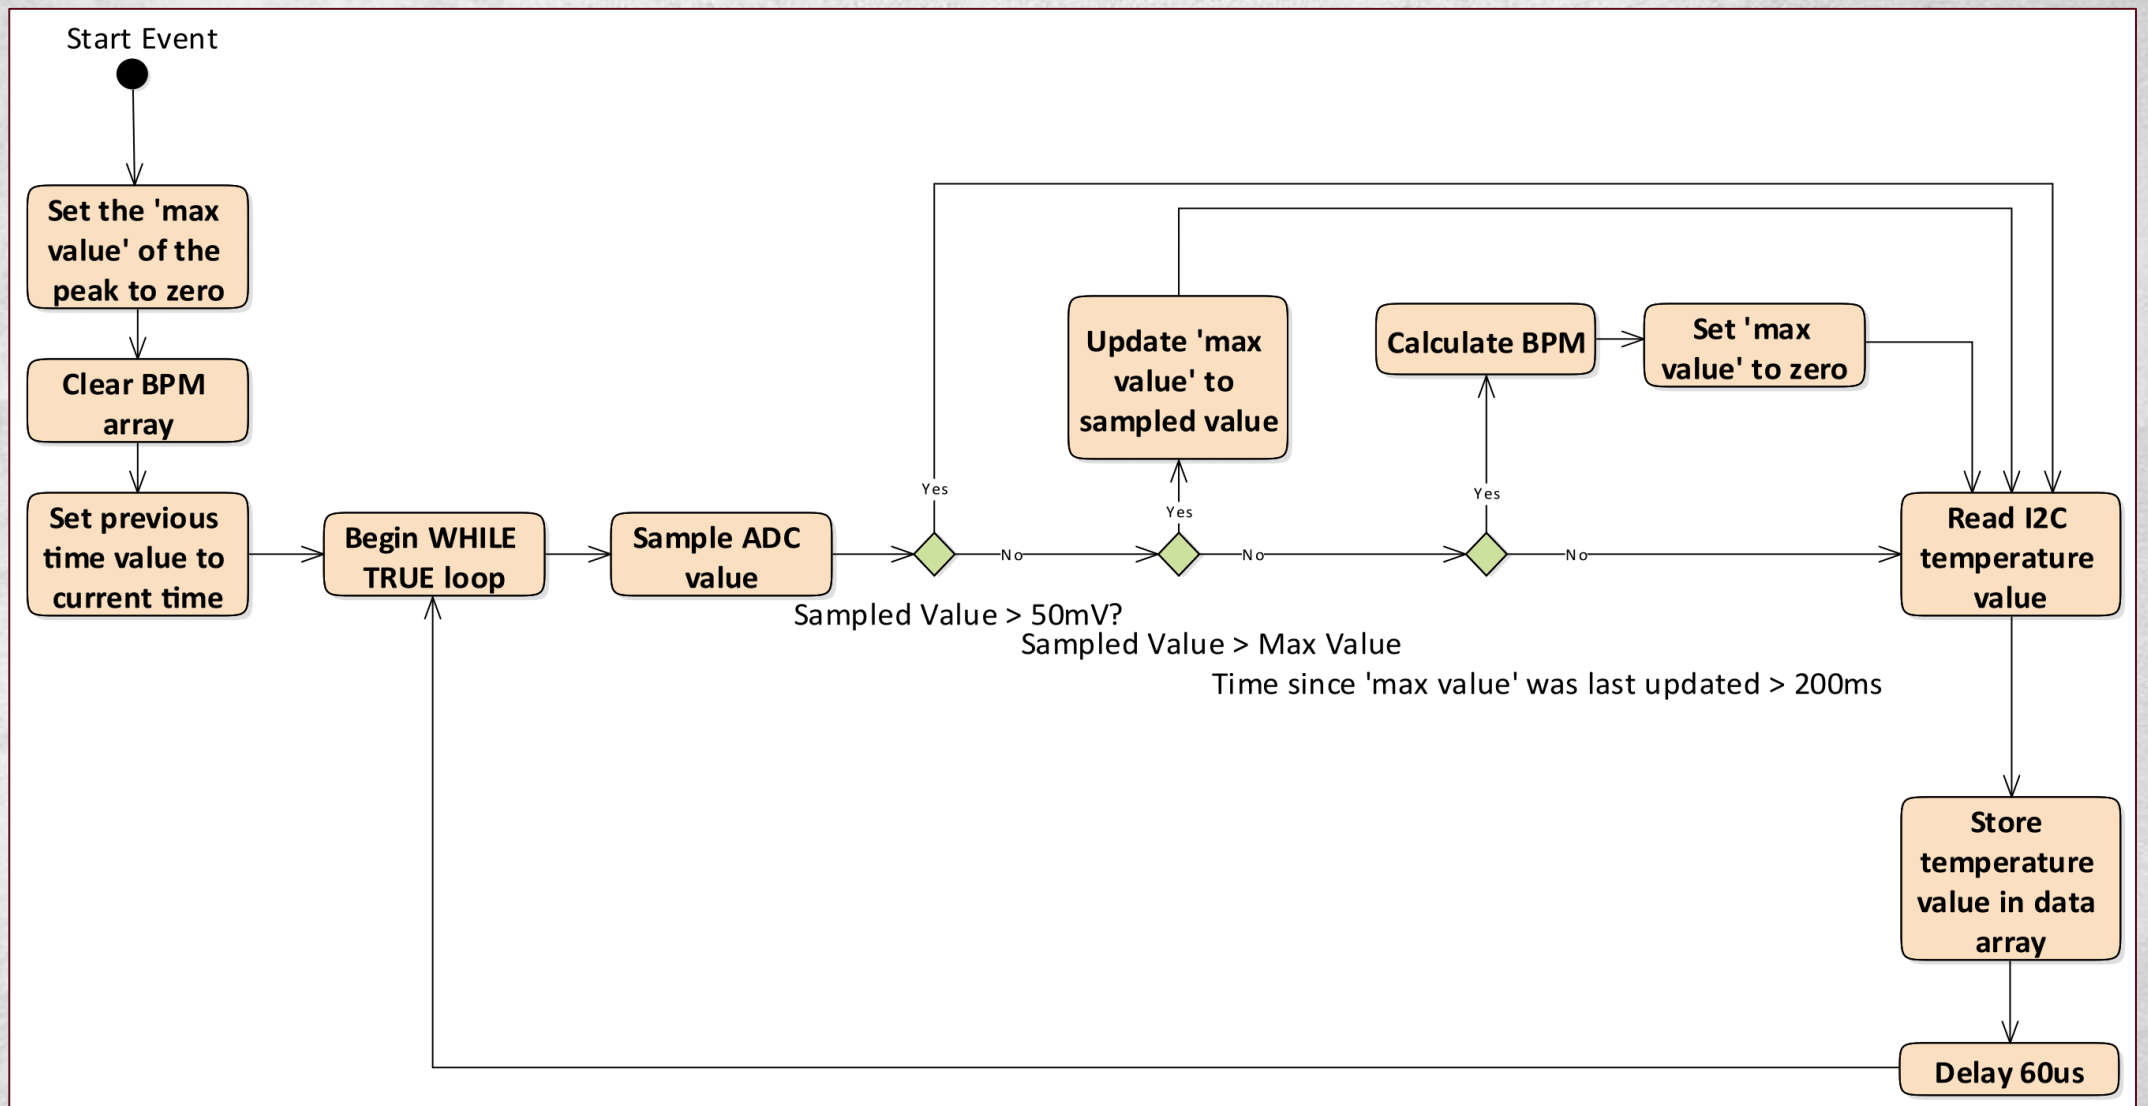 Start Event
Set the 'max
value' of the
peak to zero
Clear BPM
array
Set previous
time value to
current time
Begin WHILE
TRUE loop
Sample ADC
value
Yes
No
Sampled Value > 50mV?
Update 'max
value' to
sampled value
Yes
No
Sampled Value > Max Value
Calculate BPM
Set 'max
value' to zero
Yes
No
Time since 'max value' was last updated > 200ms
Read I2C
temperature
value
Store
temperature
value in data
array
Delay 60us